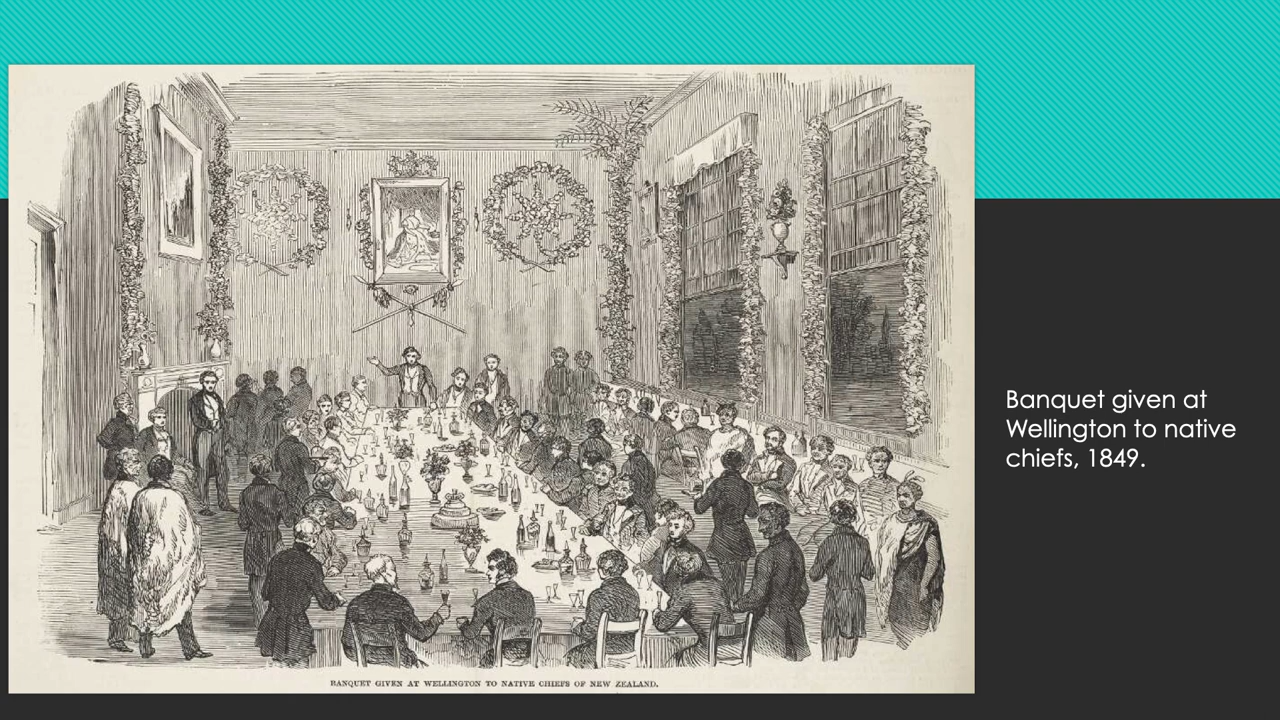 BANQUET GIVEN AT WELLINGTON TO NATIVE CHIEFS OF NEW ZEALAND.
Banquet given at
Wellington to native
chiefs, 1849.